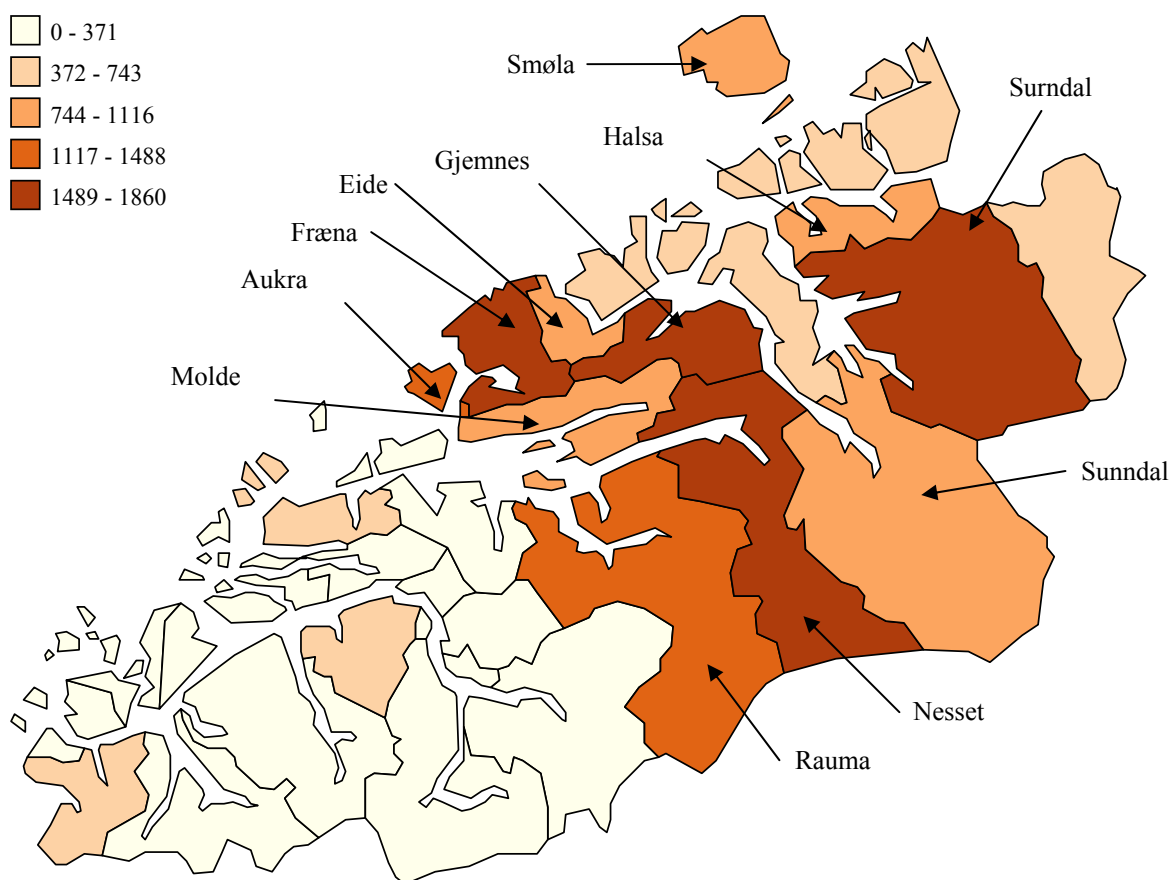 0 - 371
372 - 743
744 - 1116
1117 - 1488
1489 - 1860
Smøla
Surndal
Halsa
Gjemnes
Eide
Fræna
Aukra
Molde
Sunndal
Nesset
Rauma